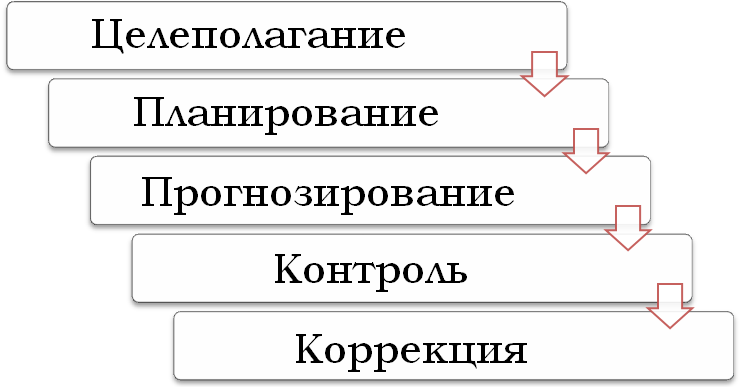 Целеполагание
Планирование
Прогнозирование
Контроль
Коррекция